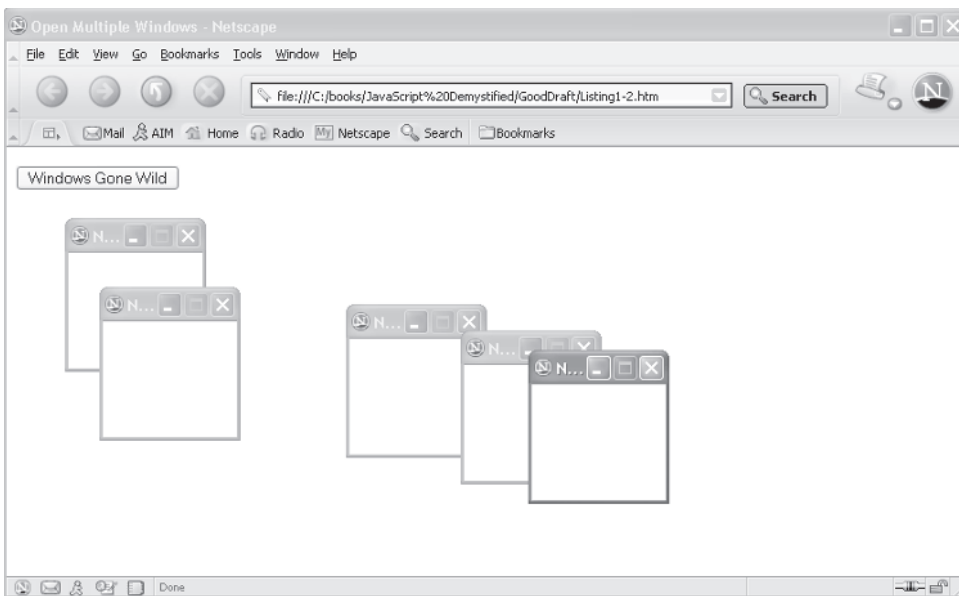 Open Multiple Windows - Netscape
File Edit View Go Bookmarks Tools Window Help
file:///C:/books/JavaScript%20Demystified/GoodDraft/Listing1-2.htm Search N
Mail AIM Home Radio My Netscape Search Bookmarks
Windows Gone Wild
N...
N...
N...
N...
N...
Done